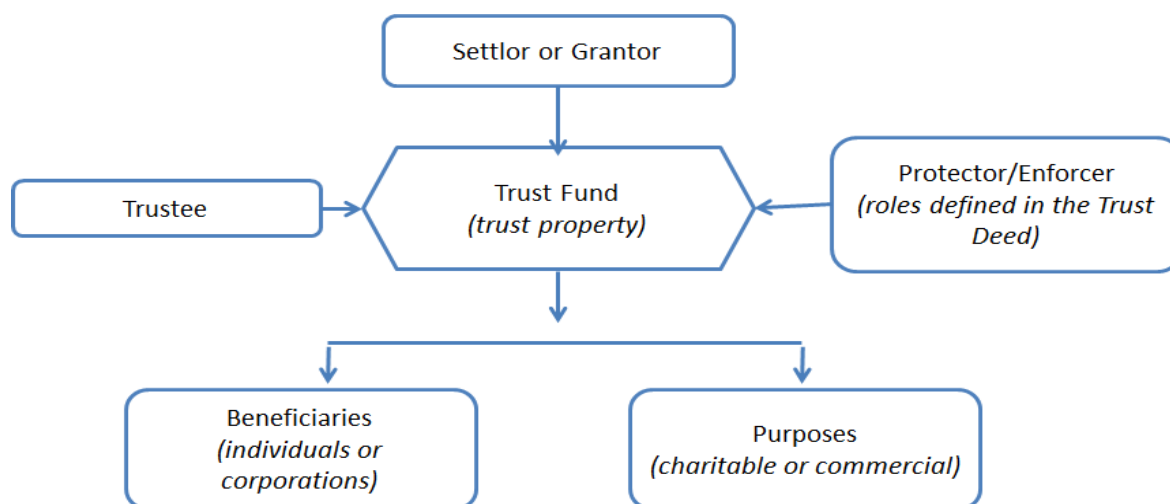 Settlor or Grantor
Trustee
Trust Fund
(trust property)
Protector/Enforcer
(roles defined in the Trust
Deed)
Beneficiaries
(individuals or
corporations)
Purposes
(charitable or commercial)